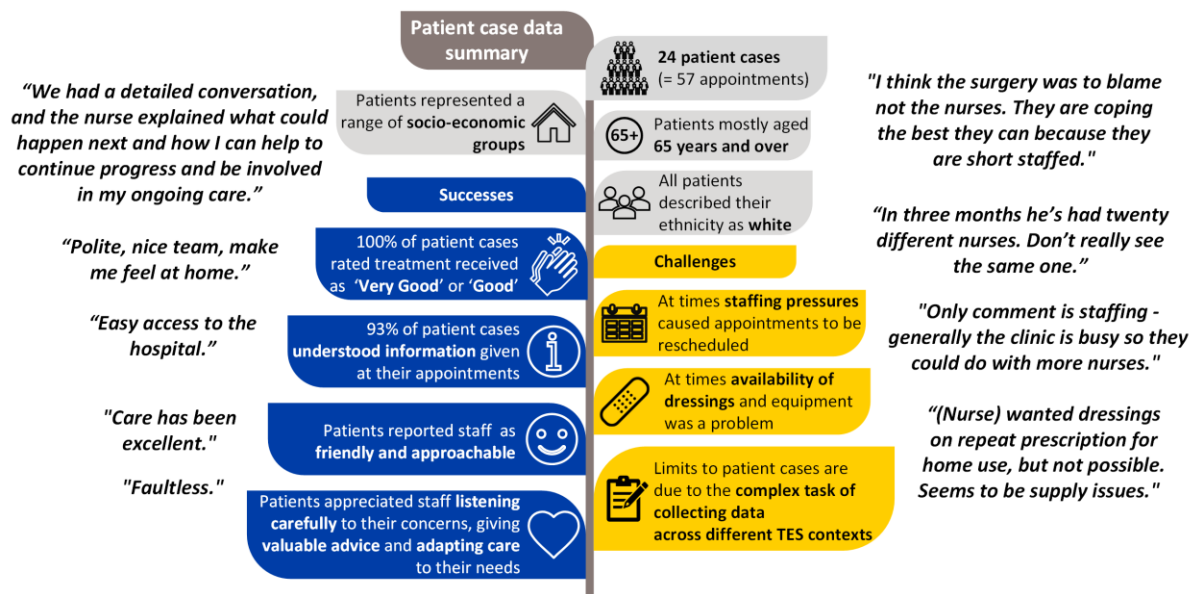 Patient case data
summary
24 patient cases
(= 57 appointments)
Patients represented a
range of socio-economic
groups
65+
Patients mostly aged
65 years and over
All patients
described their
ethnicity as white
Successes
100% of patient cases
rated treatment received
as ‘Very Good’ or ‘Good’
93% of patient cases
understood information given
at their appointments
i
Patients reported staff as
friendly and approachable
Patients appreciated staff listening
carefully to their concerns, giving
valuable advice and adapting care
to their needs
Challenges
At times staffing pressures
caused appointments to be
rescheduled
At times availability of
dressings and equipment
was a problem
Limits to patient cases are
due to the complex task of
collecting data
across different TES contexts
“We had a detailed conversation,
and the nurse explained what could
happen next and how I can help to
continue progress and be involved
in my ongoing care.”
“Polite, nice team, make
me feel at home.”
“Easy access to the
hospital.”
"Care has been
excellent."
"Faultless."
"I think the surgery was to blame
not the nurses. They are coping
the best they can because they
are short staffed."
“In three months he’s had twenty
different nurses. Don’t really see
the same one.”
"Only comment is staffing -
generally the clinic is busy so they
could do with more nurses."
“(Nurse) wanted dressings
on repeat prescription for
home use, but not possible.
Seems to be supply issues."